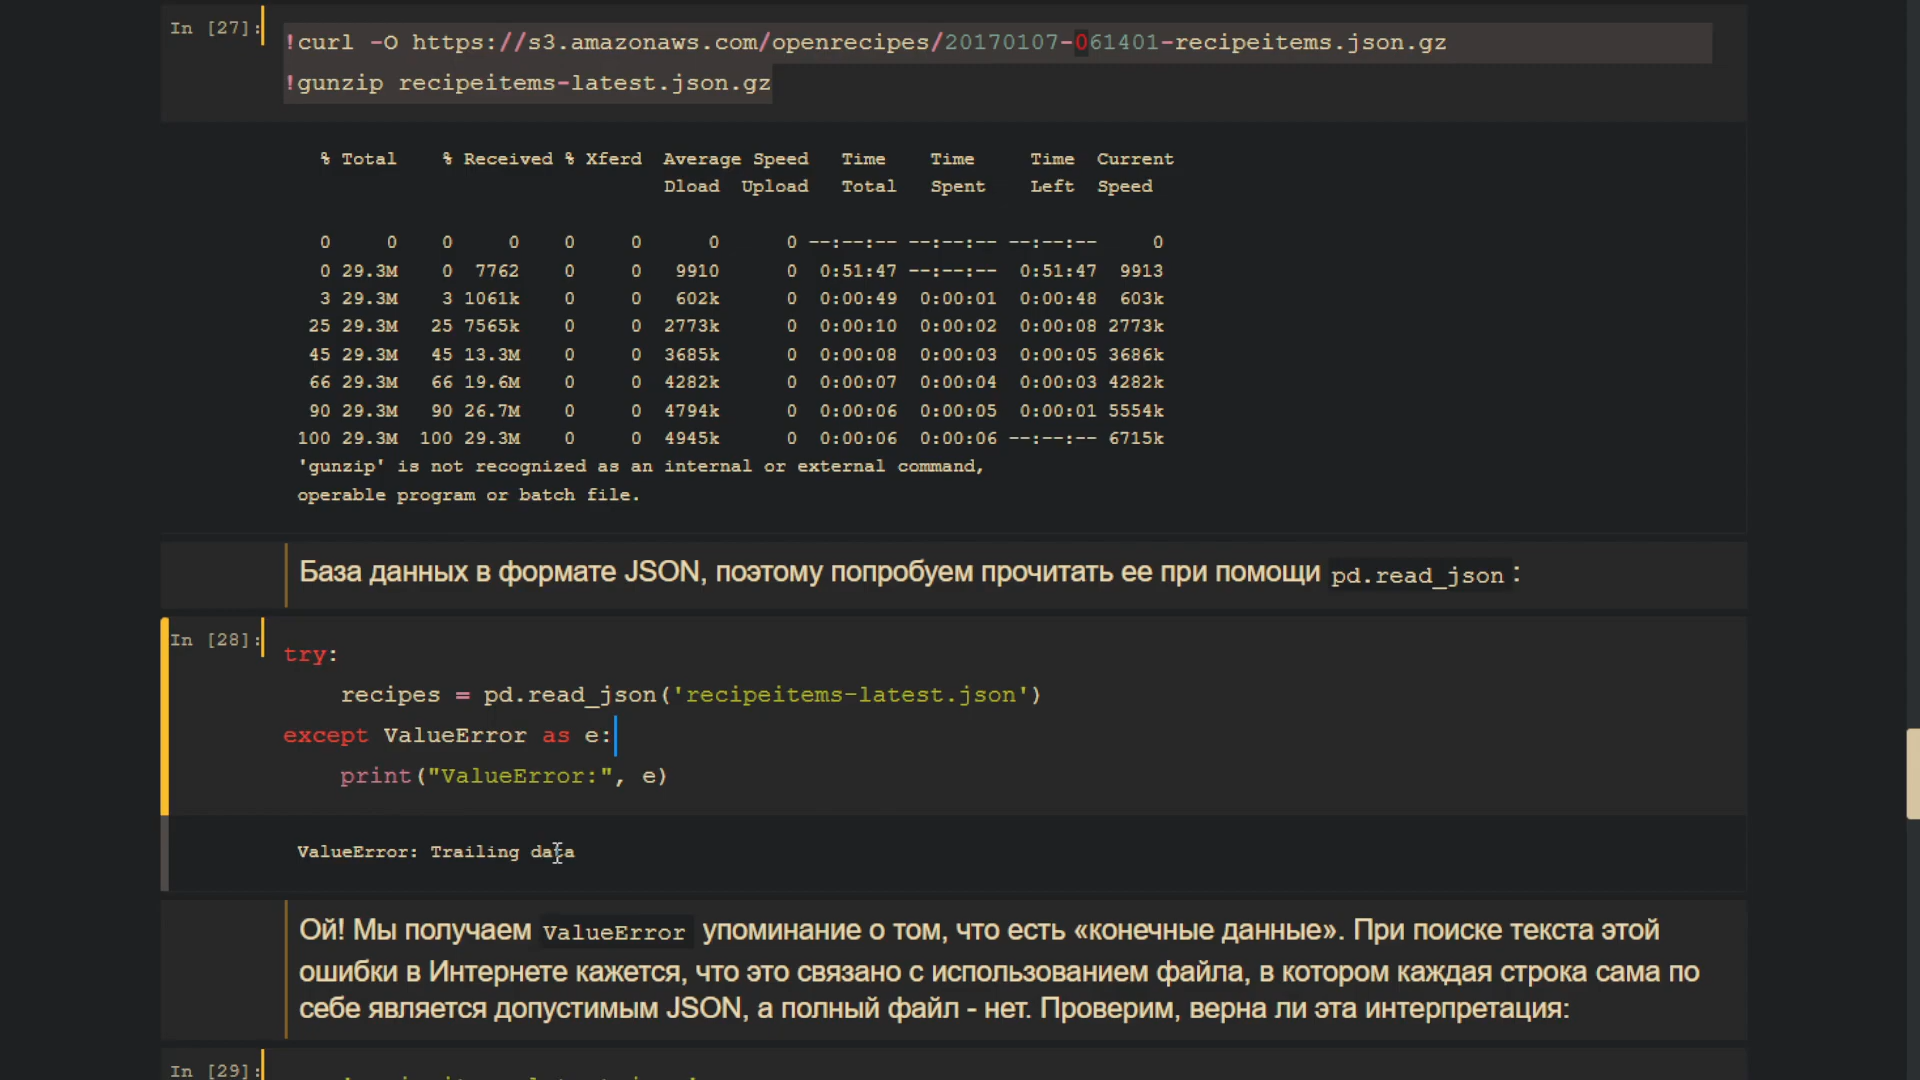 In [27]:
!curl -O https://s3.amazonaws.com/openrecipes/20170107-061401-recipeitems.json.gz
!gunzip recipeitems-latest.json.gz
% Total % Received % Xferd Average Speed Time Time Time Current
Dload Upload Total Spent Left Speed
0 0 0 0 0 0 0 0 --:--:-- --:--:-- --:--:-- 0
0 29.3M 0 7762 0 0 9910 0 0:51:47 --:--:-- 0:51:47 9913
3 29.3M 3 1061k 0 0 602k 0 0:00:49 0:00:01 0:00:48 603k
25 29.3M 25 7565k 0 0 2773k 0 0:00:10 0:00:02 0:00:08 2773k
45 29.3M 45 13.3M 0 0 3685k 0 0:00:08 0:00:03 0:00:05 3686k
66 29.3M 66 19.6M 0 0 4282k 0 0:00:07 0:00:04 0:00:03 4282k
90 29.3M 90 26.7M 0 0 4794k 0 0:00:06 0:00:05 0:00:01 5554k
100 29.3M 100 29.3M 0 0 4945k 0 0:00:06 0:00:06 --:--:-- 6715k
'gunzip' is not recognized as an internal or external command,
operable program or batch file.
База данных в формате JSON, поэтому попробуем прочитать ее при помощи pd.read_json :
In [28]:
try:
recipes = pd.read_json('recipeitems-latest.json')
except ValueError as e:
print("ValueError:", e)
ValueError: Trailing data
Ой! Мы получаем ValueError упоминание о том, что есть «конечные данные». При поиске текста этой
ошибки в Интернете кажется, что это связано с использованием файла, в котором каждая строка сама по
себе является допустимым JSON, а полный файл - нет. Проверим, верна ли эта интерпретация:
In [29]: